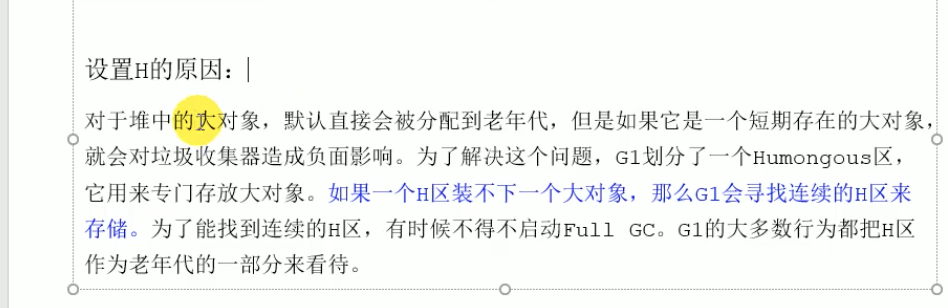 设置H的原因：
对于堆中的大对象，默认直接会被分配到老年代，但是如果它是一个短期存在的大对象，
就会对垃圾收集器造成负面影响。为了解决这个问题，G1划分了一个Humongous区，
它用来专门存放大对象。如果一个H区装不下一个大对象，那么G1会寻找连续的H区来
存储。为了能找到连续的H区，有时候不得不启动Full GC。G1的大多数行为都把H区
作为老年代的一部分来看待。